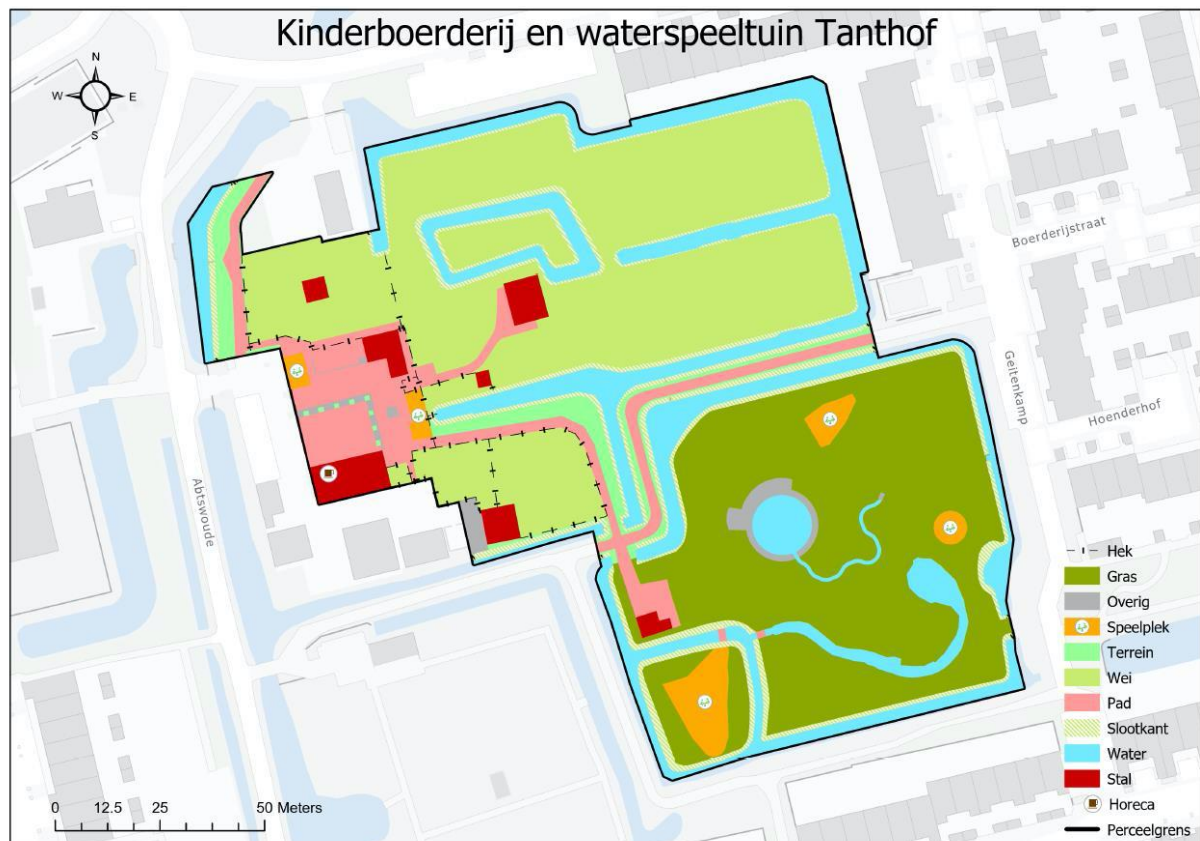 Kinderboerderij en waterspeeltuin Tanthof
N
W E
S
Boerderijstraat
Geitenkamp
Hoenderhof
Abtswoude
Hek
Gras
Overig
Speelplek
Terrein
Wei
Pad
Slootkant
Water
Stal
Horeca
Perceelgrens
0 12.5 25 50 Meters